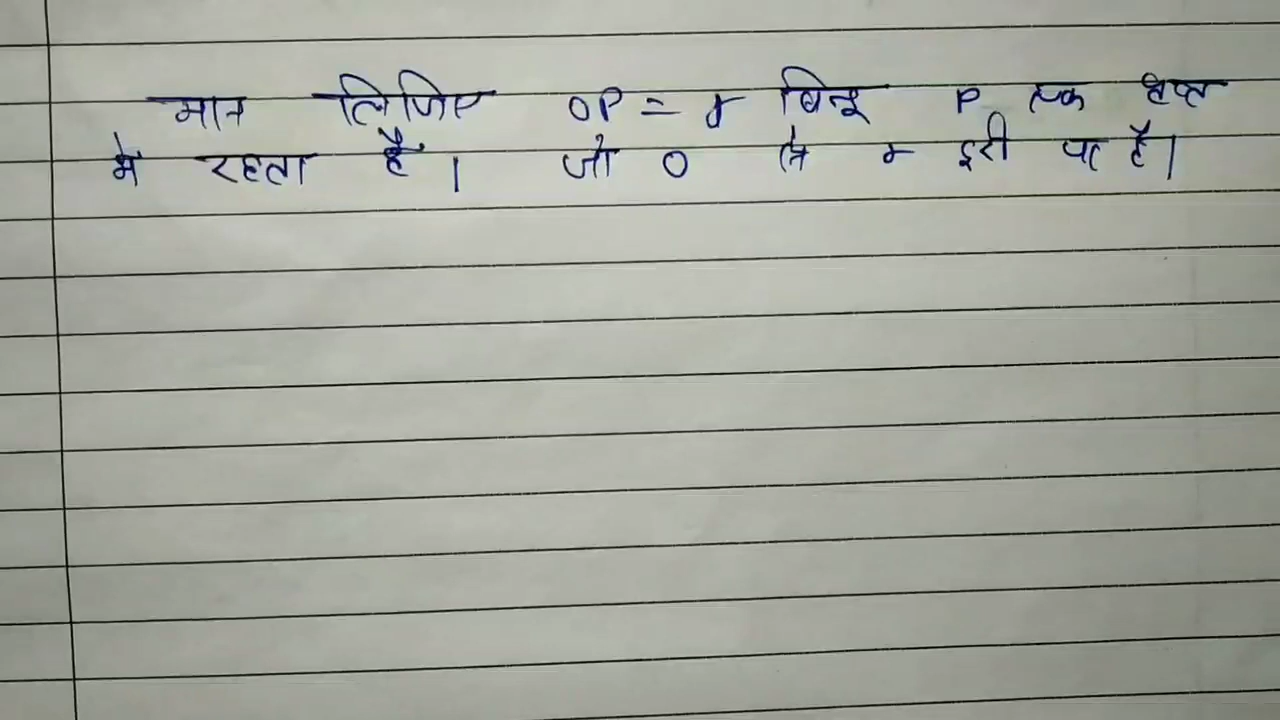 मान लिजिए OP = r बिन्दू P एक क्षेत्र
में रहता है। जो O से r दूरी पर है।